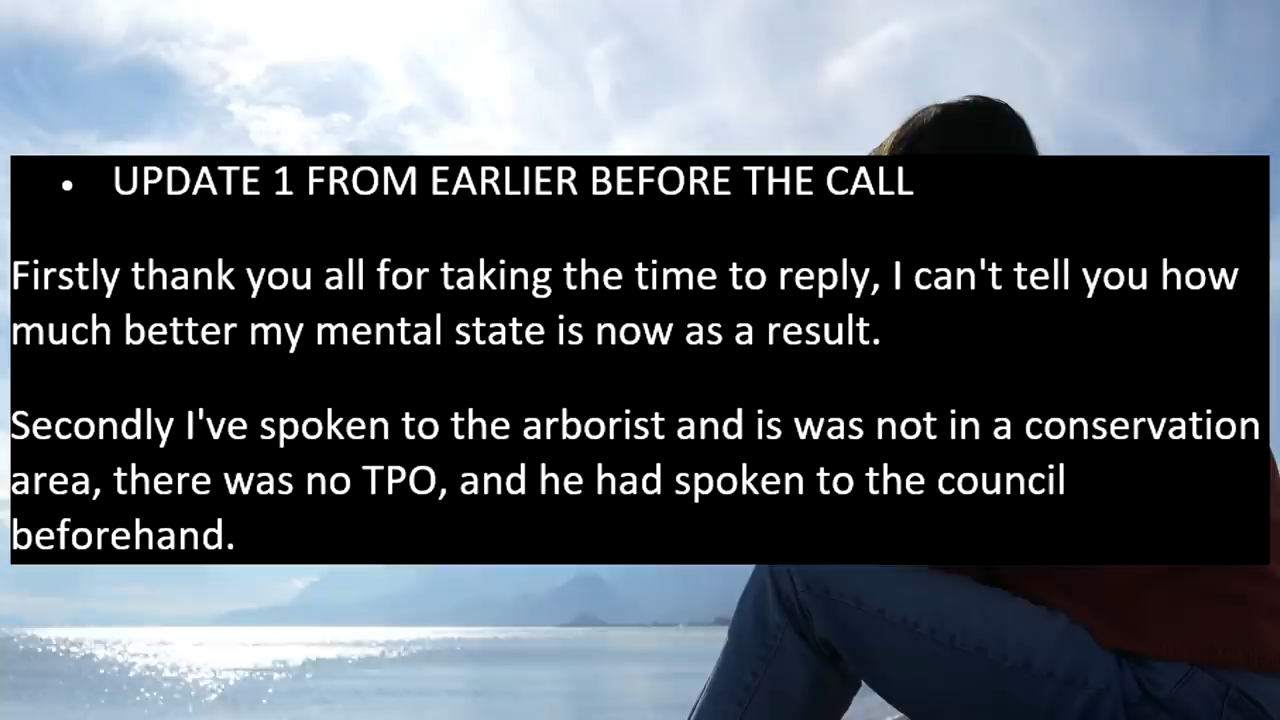 • UPDATE 1 FROM EARLIER BEFORE THE CALL
Firstly thank you all for taking the time to reply, I can't tell you how
much better my mental state is now as a result.
Secondly I've spoken to the arborist and is was not in a conservation
area, there was no TPO, and he had spoken to the council
beforehand.